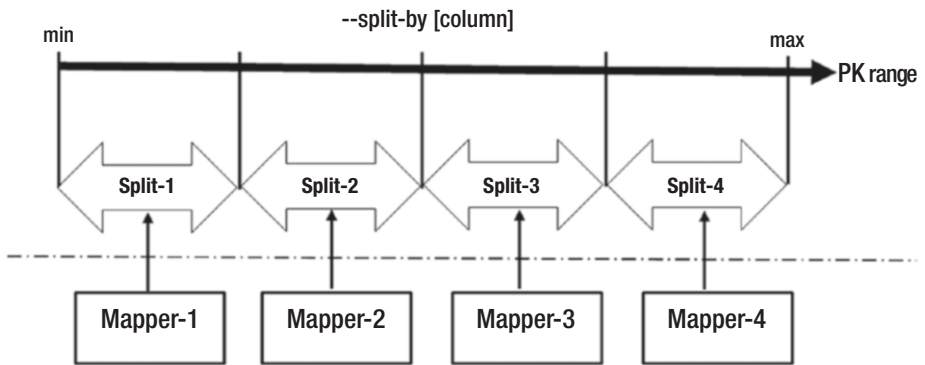 --split-by [column]
min
max
PK range
Split-1
Split-2
Split-3
Split-4
Mapper-1
Mapper-2
Mapper-3
Mapper-4